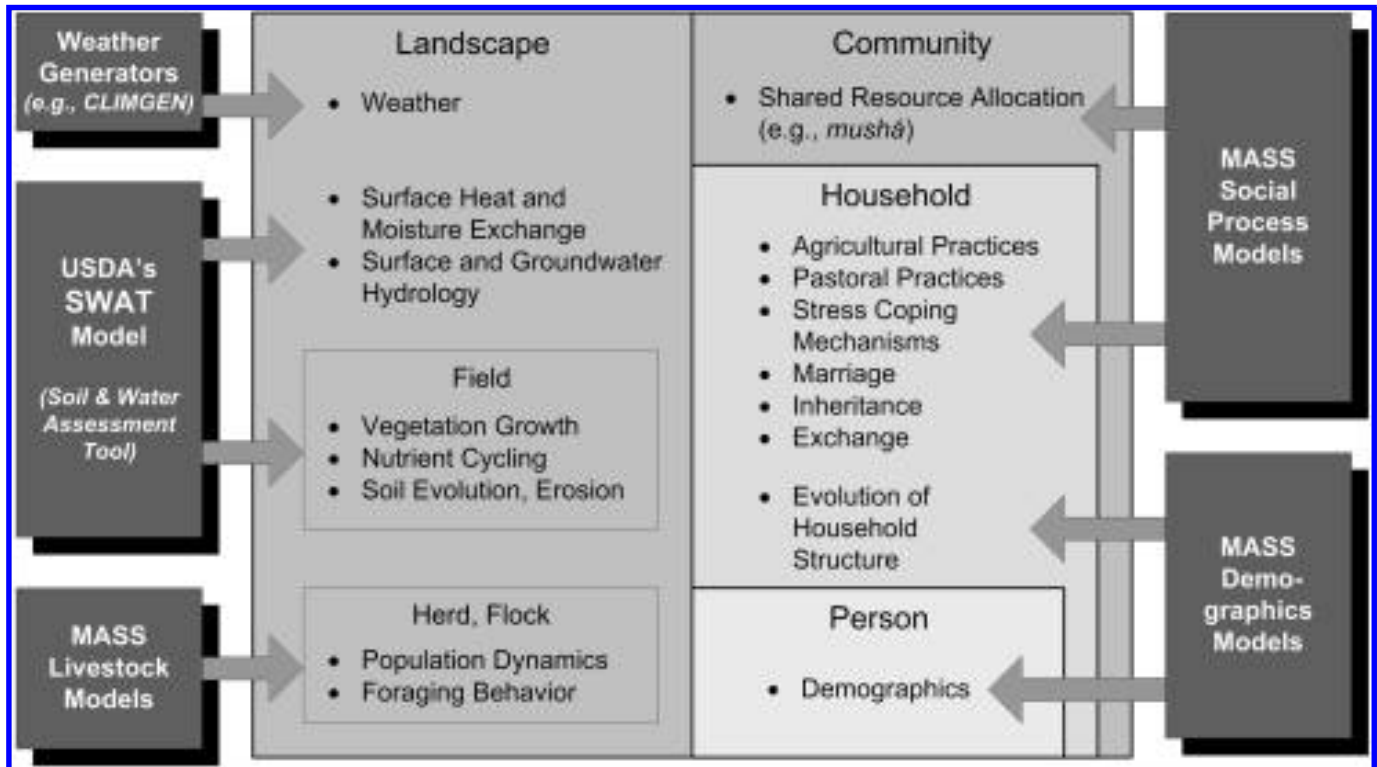 Weather
Generators
(e.g., CLIMGEN)
USDA's
SWAT
Model
(Soil & Water
Assessment
Tool)
MASS
Livestock
Models
Landscape
• Weather
• Surface Heat and
Moisture Exchange
• Surface and Groundwater
Hydrology
Field
• Vegetation Growth
• Nutrient Cycling
• Soil Evolution, Erosion
Herd, Flock
• Population Dynamics
• Foraging Behavior
Community
• Shared Resource Allocation
(e.g., mushâ)
Household
• Agricultural Practices
• Pastoral Practices
• Stress Coping
Mechanisms
• Marriage
• Inheritance
• Exchange
• Evolution of
Household
Structure
Person
• Demographics
MASS
Social
Process
Models
MASS
Demo-
graphics
Models